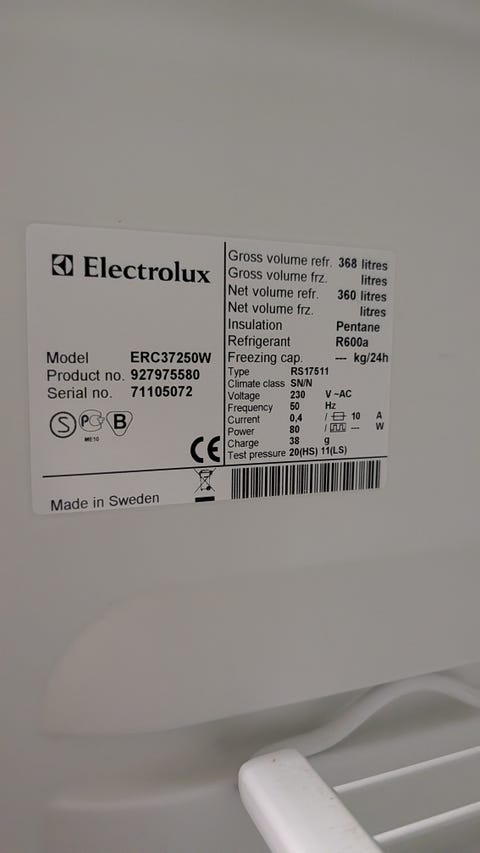 Electrolux
Model ERC37250W
Product no. 927975580
Serial no. 71105072
S PG B
ME10
CE
Made in Sweden
Gross volume refr. 368 litres
Gross volume frz. litres
Net volume refr. 360 litres
Net volume frz. litres
Insulation Pentane
Refrigerant R600a
Freezing cap. --- kg/24h
Type RS17511
Climate class SN/N
Voltage 230 V ~AC
Frequency 50 Hz
Current 0,4 / 10 A
Power 80 / --- W
Charge 38 g
Test pressure 20(HS) 11(LS)